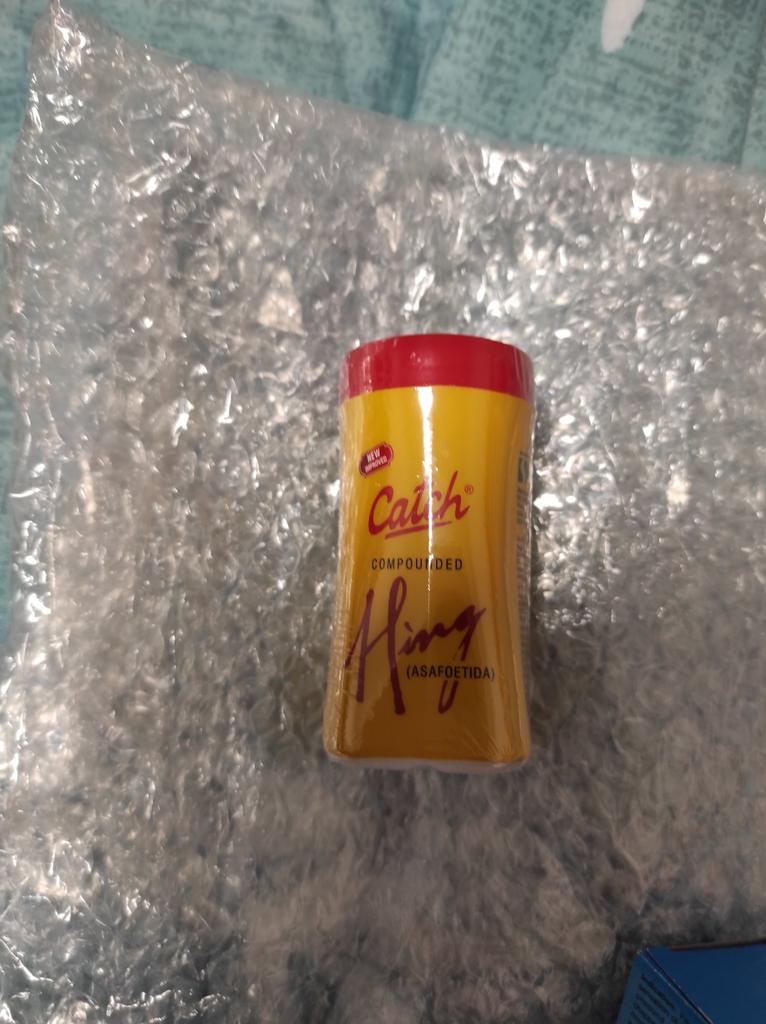 NEW
IMPROVED
Catch®
COMPOUNDED
Hing
(ASAFOETIDA)